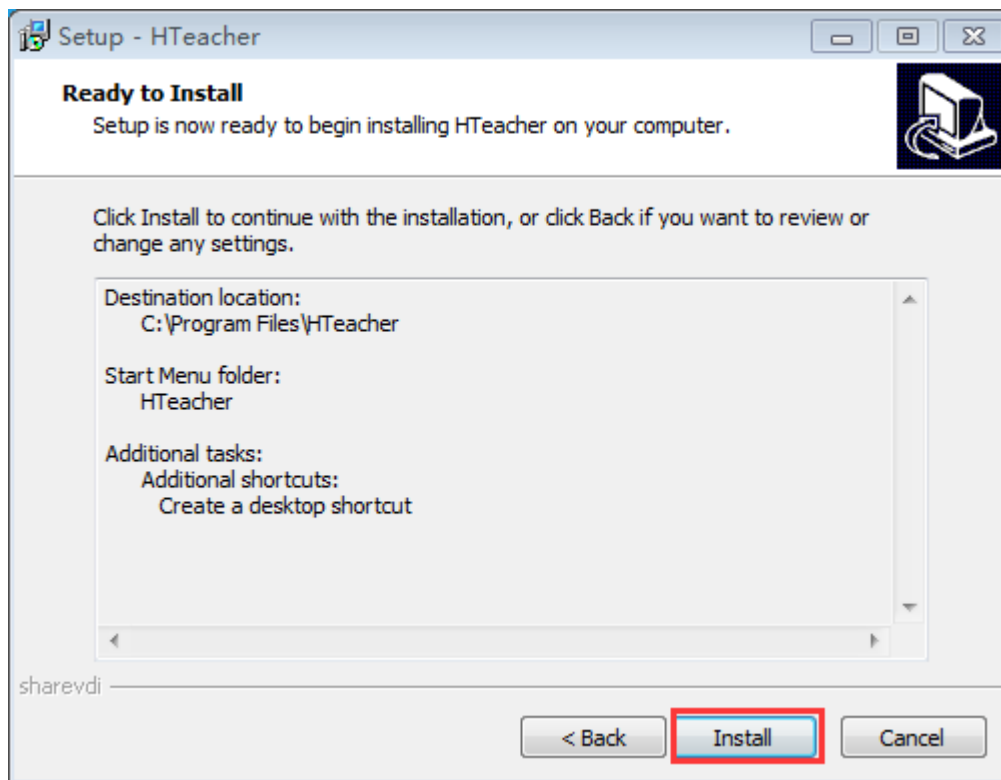 Setup - HTeacher
Ready to Install
Setup is now ready to begin installing HTeacher on your computer.
Click Install to continue with the installation, or click Back if you want to review or
change any settings.
Destination location:
C:\Program Files\HTeacher
Start Menu folder:
HTeacher
Additional tasks:
Additional shortcuts:
Create a desktop shortcut
sharevdi
< Back
Install
Cancel